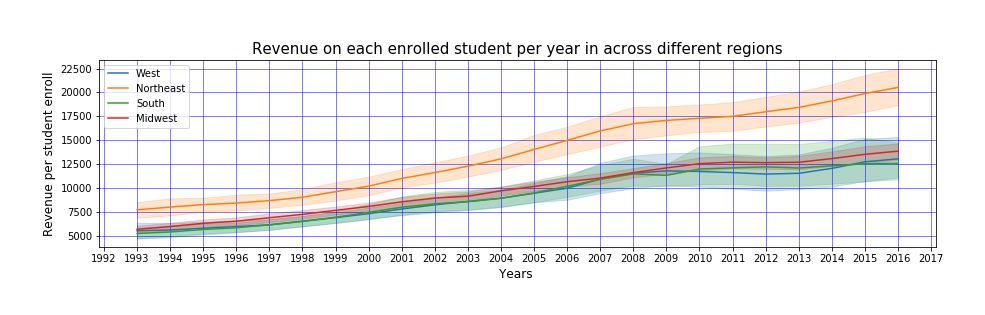 Revenue on each enrolled student per year in across different regions
Revenue per student enroll
22500
20000
17500
15000
12500
10000
7500
5000
West
Northeast
South
Midwest
1992 1993 1994 1995 1996 1997 1998 1999 2000 2001 2002 2003 2004 2005 2006 2007 2008 2009 2010 2011 2012 2013 2014 2015 2016 2017
Years